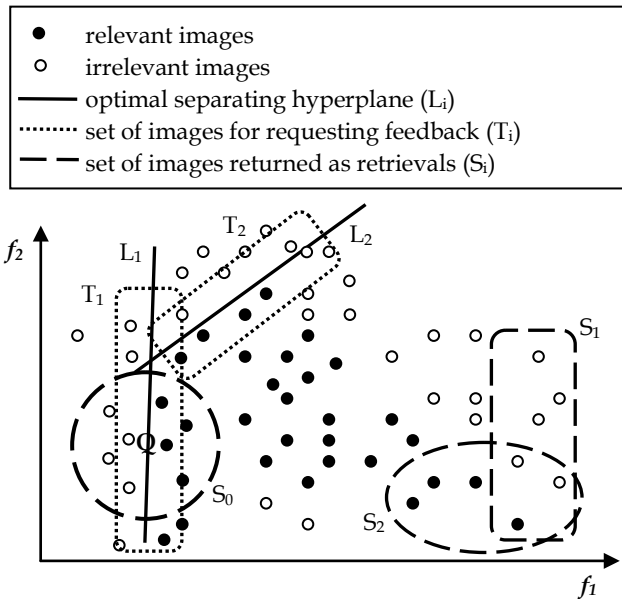 relevant images
irrelevant images
optimal separating hyperplane (Li)
set of images for requesting feedback (Ti)
set of images returned as retrievals (Si)
f2
L1
T2
L2
T1
S1
Q
S0
S2
f1